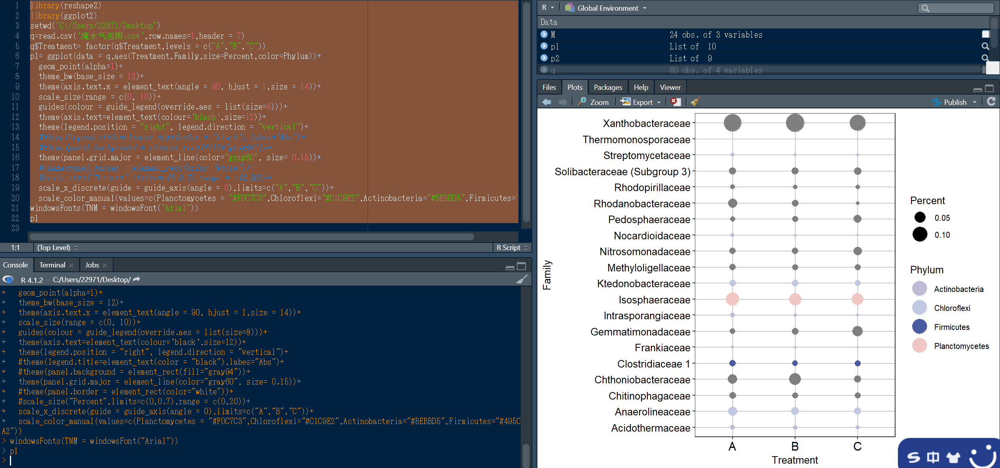 1 library(reshape2)
2 library(ggplot2)
3 setwd("C:/Users/22971/Desktop")
4 q=read.csv('淹水气泡图.csv',row.names=1,header = T)
5 q$Treatment= factor(q$Treatment,levels = c("A","B","C"))
6 p1= ggplot(data = q,aes(Treatment,Family,size=Percent,color=Phylum))+
7 geom_point(alpha=1)+
8 theme_bw(base_size = 12)+
9 theme(axis.text.x = element_text(angle = 90, hjust = 1,size = 14))+
10 scale_size(range = c(0, 10))+
11 guides(colour = guide_legend(override.aes = list(size=8)))+
12 theme(axis.text=element_text(colour='black',size=12))+
13 theme(legend.position = "right", legend.direction = "vertical")+
14 #theme(legend.title=element_text(color = "black"),labes="Abs")+
15 #theme(panel.background = element_rect(fill="gray94"))+
16 theme(panel.grid.major = element_line(color="gray60", size= 0.15))+
17 #theme(panel.border = element_rect(color="white"))+
18 #scale_size("Percent",limits=c(0,0.7),range = c(0,20))+
19 scale_x_discrete(guide = guide_axis(angle = 0),limits=c("A","B","C"))+
20 scale_color_manual(values=c(Planctomycetes = "#F0C7C3",Chloroflexi="#C1C9E2",Actinobacteria="#BEBBD5",Firmicutes="
21 windowsFonts(TNM = windowsFont("Arial"))
22 p1
23
1:1 (Top Level) R Script
Console Terminal Jobs
R 4.1.2 · C:/Users/22971/Desktop/
+ geom_point(alpha=1)+
+ theme_bw(base_size = 12)+
+ theme(axis.text.x = element_text(angle = 90, hjust = 1,size = 14))+
+ scale_size(range = c(0, 10))+
+ guides(colour = guide_legend(override.aes = list(size=8)))+
+ theme(axis.text=element_text(colour='black',size=12))+
+ theme(legend.position = "right", legend.direction = "vertical")+
+ #theme(legend.title=element_text(color = "black"),labes="Abs")+
+ #theme(panel.background = element_rect(fill="gray94"))+
+ theme(panel.grid.major = element_line(color="gray60", size= 0.15))+
+ #theme(panel.border = element_rect(color="white"))+
+ #scale_size("Percent",limits=c(0,0.7),range = c(0,20))+
+ scale_x_discrete(guide = guide_axis(angle = 0),limits=c("A","B","C"))+
+ scale_color_manual(values=c(Planctomycetes = "#F0C7C3",Chloroflexi="#C1C9E2",Actinobacteria="#BEBBD5",Firmicutes="#495C
A2"))
> windowsFonts(TNM = windowsFont("Arial"))
> p1
>
R Global Environment
Data
M 24 obs. of 3 variables
p1 List of 10
p2 List of 9
q 60 obs. of 4 variables
Files Plots Packages Help Viewer
Zoom Export Publish
Xanthobacteraceae
Thermomonosporaceae
Streptomycetaceae
Solibacteraceae (Subgroup 3)
Rhodopirillaceae
Rhodanobacteraceae
Pedosphaeraceae
Nocardioidaceae
Nitrosomonadaceae
Methyloligellaceae
Ktedonobacteraceae
Isosphaeraceae
Intrasporangiaceae
Gemmatimonadaceae
Frankiaceae
Clostridiaceae 1
Chthoniobacteraceae
Chitinophagaceae
Anaerolineaceae
Acidothermaceae
Family
A B C
Treatment
Percent
0.05
0.10
Phylum
Actinobacteria
Chloroflexi
Firmicutes
Planctomycetes
S 中